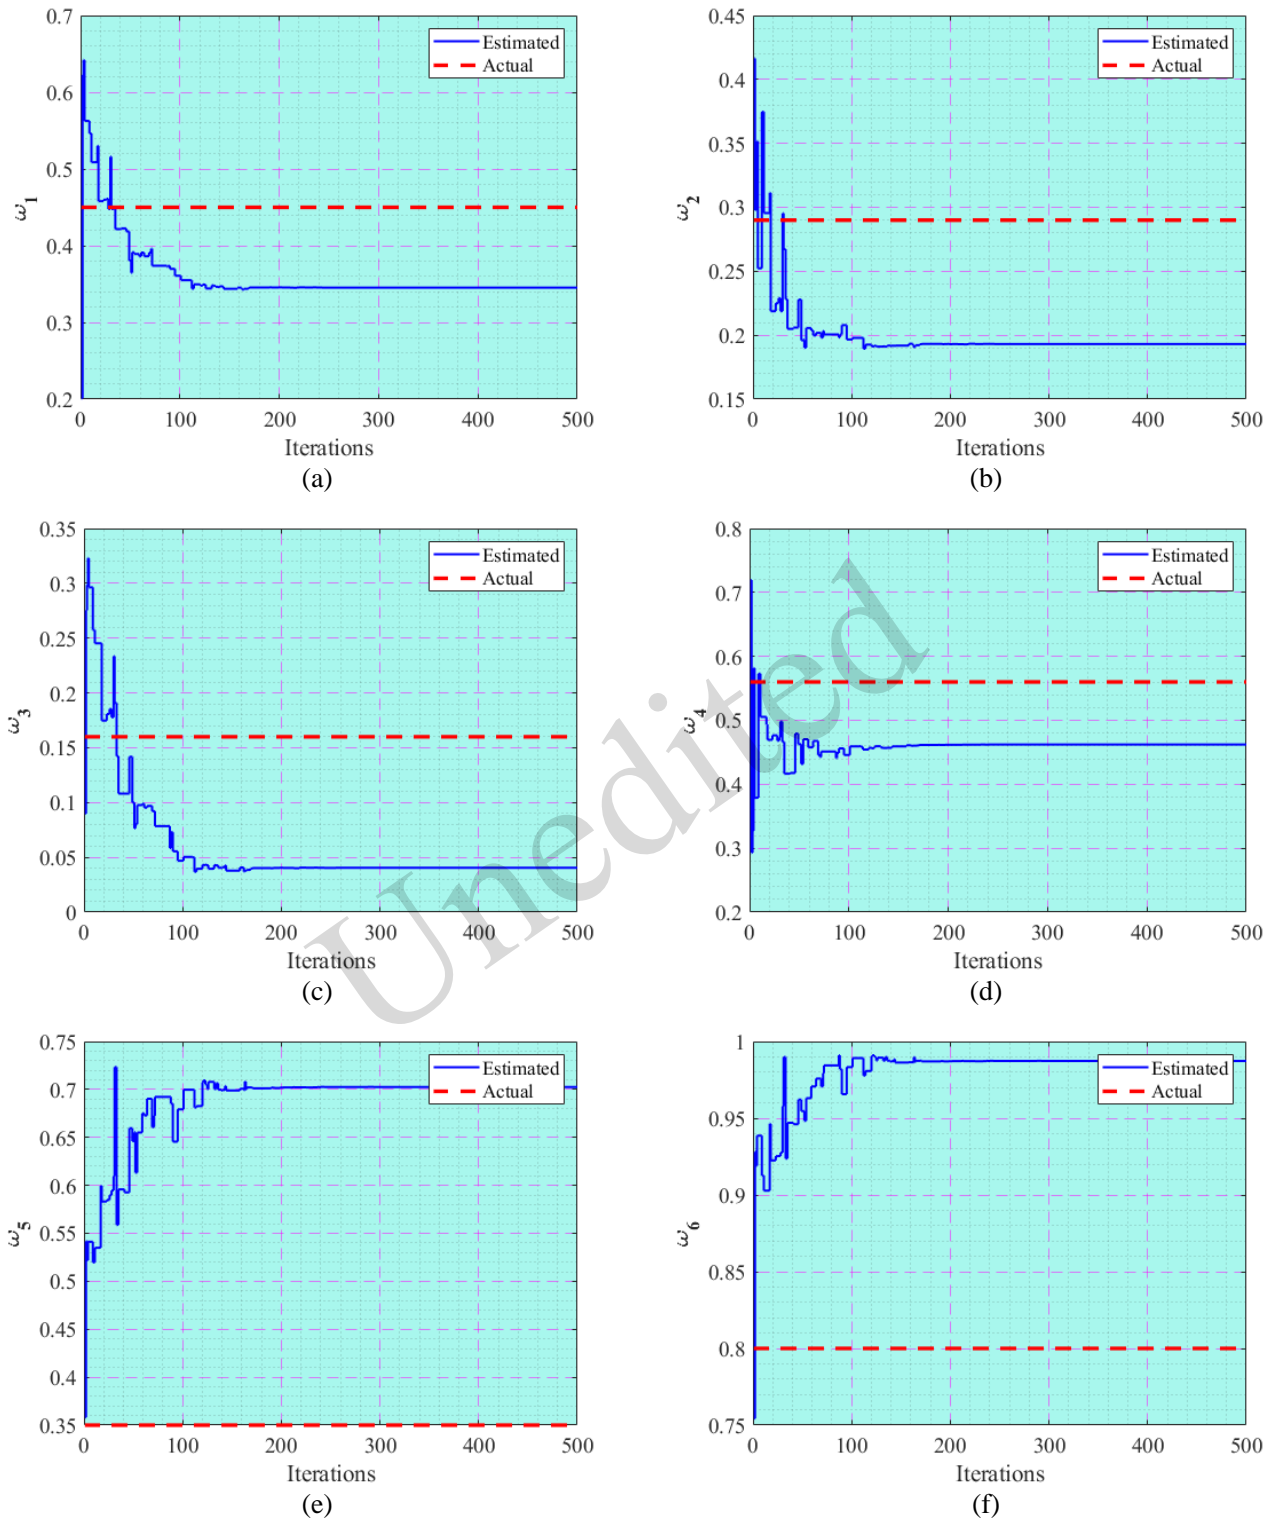 0.7
0.6
0.5
0.4
0.3
0.2
ω1
Estimated
Actual
0 100 200 300 400 500
Iterations
(a)
0.45
0.4
0.35
0.3
0.25
0.2
0.15
ω2
Estimated
Actual
0 100 200 300 400 500
Iterations
(b)
0.35
0.3
0.25
0.2
0.15
0.1
0.05
0
ω3
Estimated
Actual
0 100 200 300 400 500
Iterations
(c)
0.8
0.7
0.6
0.5
0.4
0.3
0.2
ω4
Estimated
Actual
0 100 200 300 400 500
Iterations
(d)
Unedited
0.75
0.7
0.65
0.6
0.55
0.5
0.45
0.4
0.35
ω5
Estimated
Actual
0 100 200 300 400 500
Iterations
(e)
1
0.95
0.9
0.85
0.8
0.75
ω6
Estimated
Actual
0 100 200 300 400 500
Iterations
(f)